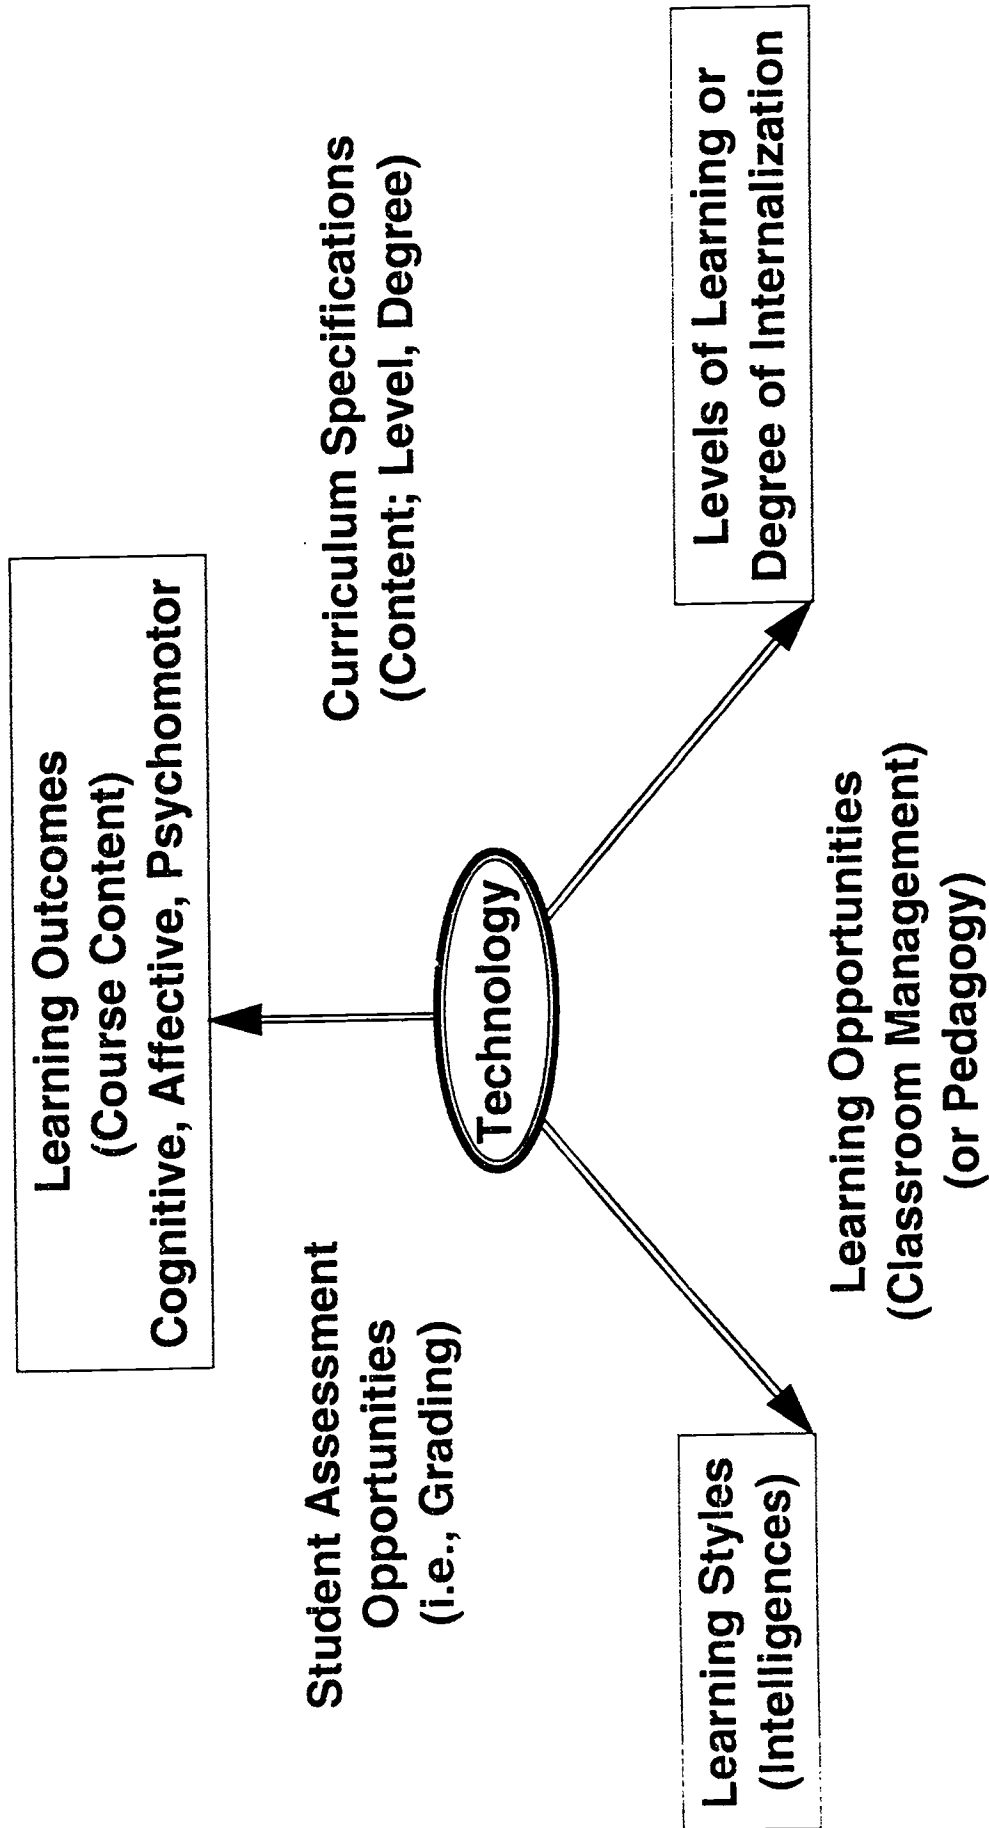 Learning Outcomes
(Course Content)
Cognitive, Affective, Psychomotor
Student Assessment
Opportunities
(i.e., Grading)
Curriculum Specifications
(Content; Level, Degree)
Technology
Learning Styles
(Intelligences)
Levels of Learning or
Degree of Internalization
Learning Opportunities
(Classroom Management)
(or Pedagogy)